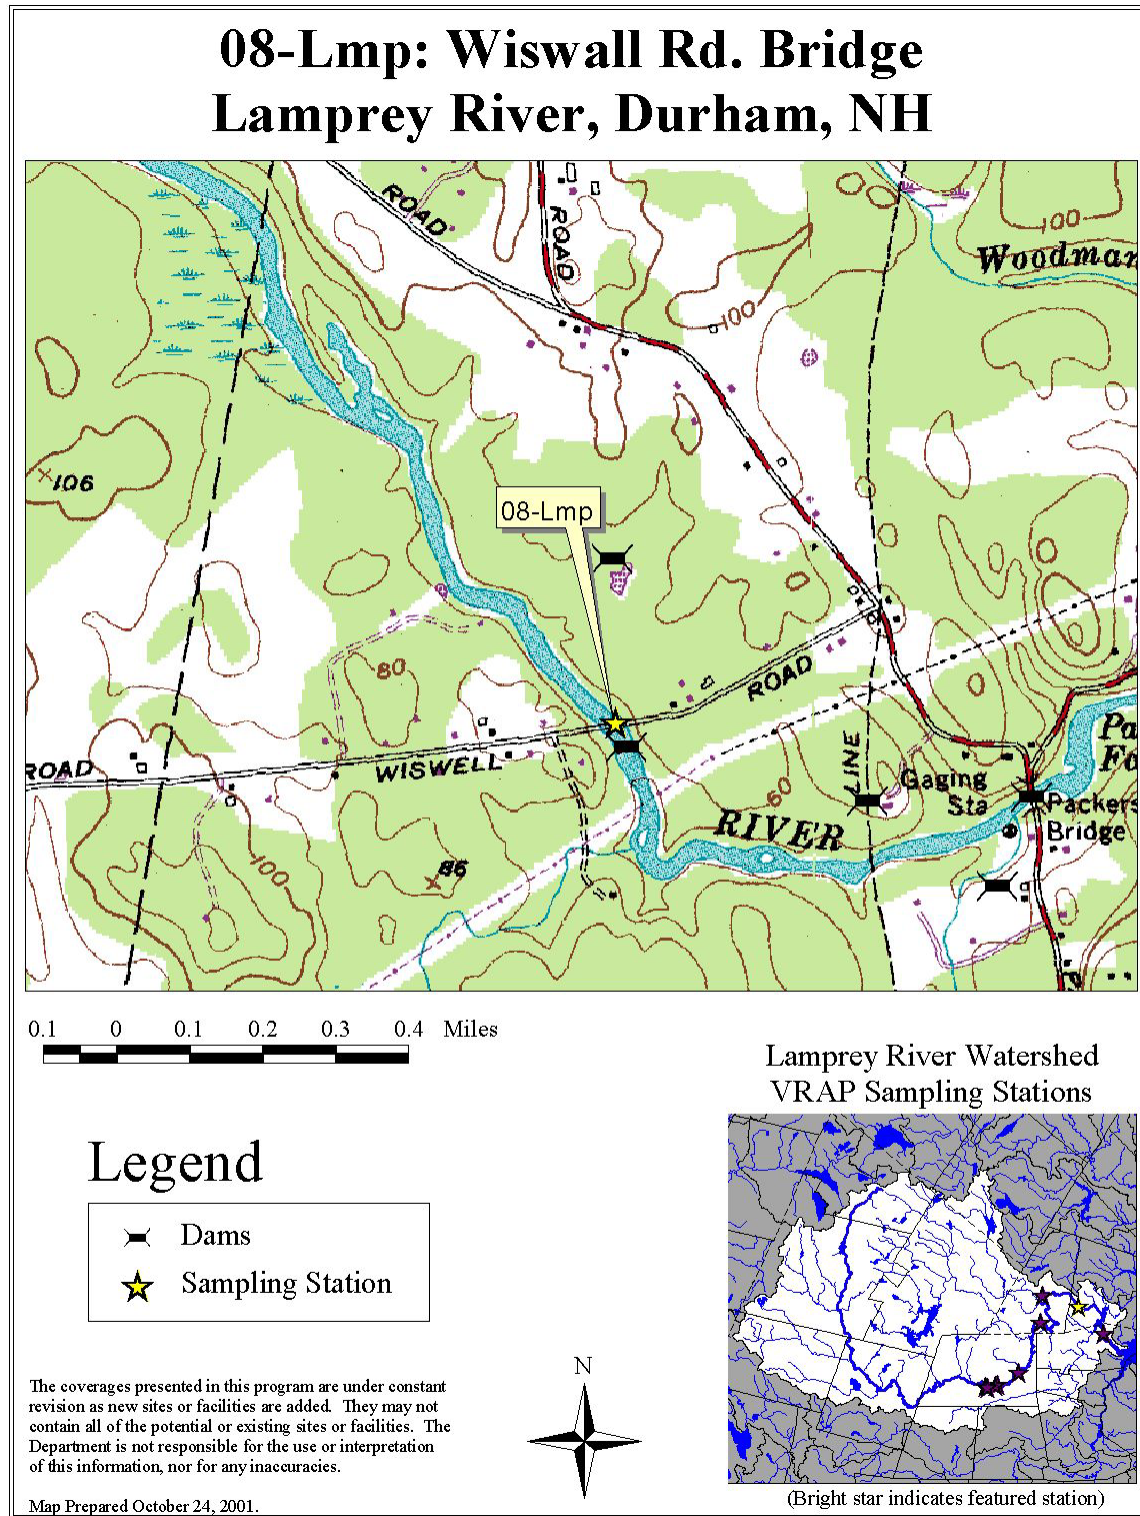 08-Lmp: Wiswall Rd. Bridge
Lamprey River, Durham, NH
ROAD
ROAD
100
Woodman
100
106
08-Lmp
80
ROAD
ROAD
WISWELL
LINE
60
Gaging
Sta
RIVER
Packers
Bridge
Pa
100
86
0.1 0 0.1 0.2 0.3 0.4 Miles
Lamprey River Watershed
VRAP Sampling Stations
Legend
Dams
Sampling Station
N
The coverages presented in this program are under constant
revision as new sites or facilities are added. They may not
contain all of the potential or existing sites or facilities. The
Department is not responsible for the use or interpretation
of this information, nor for any inaccuracies.
Map Prepared October 24, 2001.
(Bright star indicates featured station)